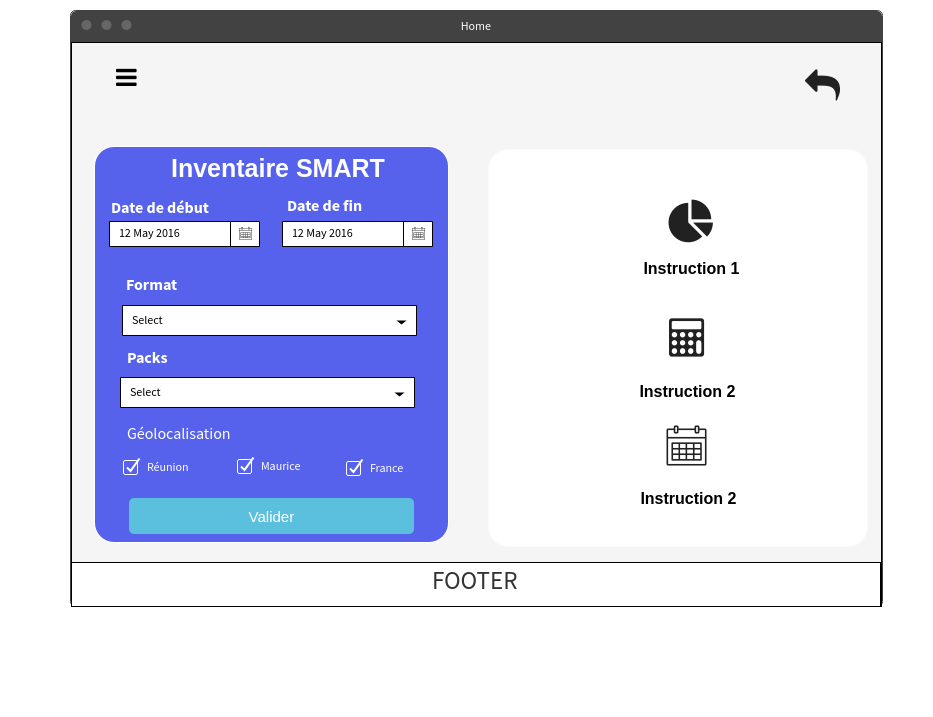 Home
Inventaire SMART
Date de début
Date de fin
12 May 2016
12 May 2016
Format
Select
Packs
Select
Géolocalisation
Réunion
Maurice
France
Valider
Instruction 1
Instruction 2
Instruction 2
FOOTER